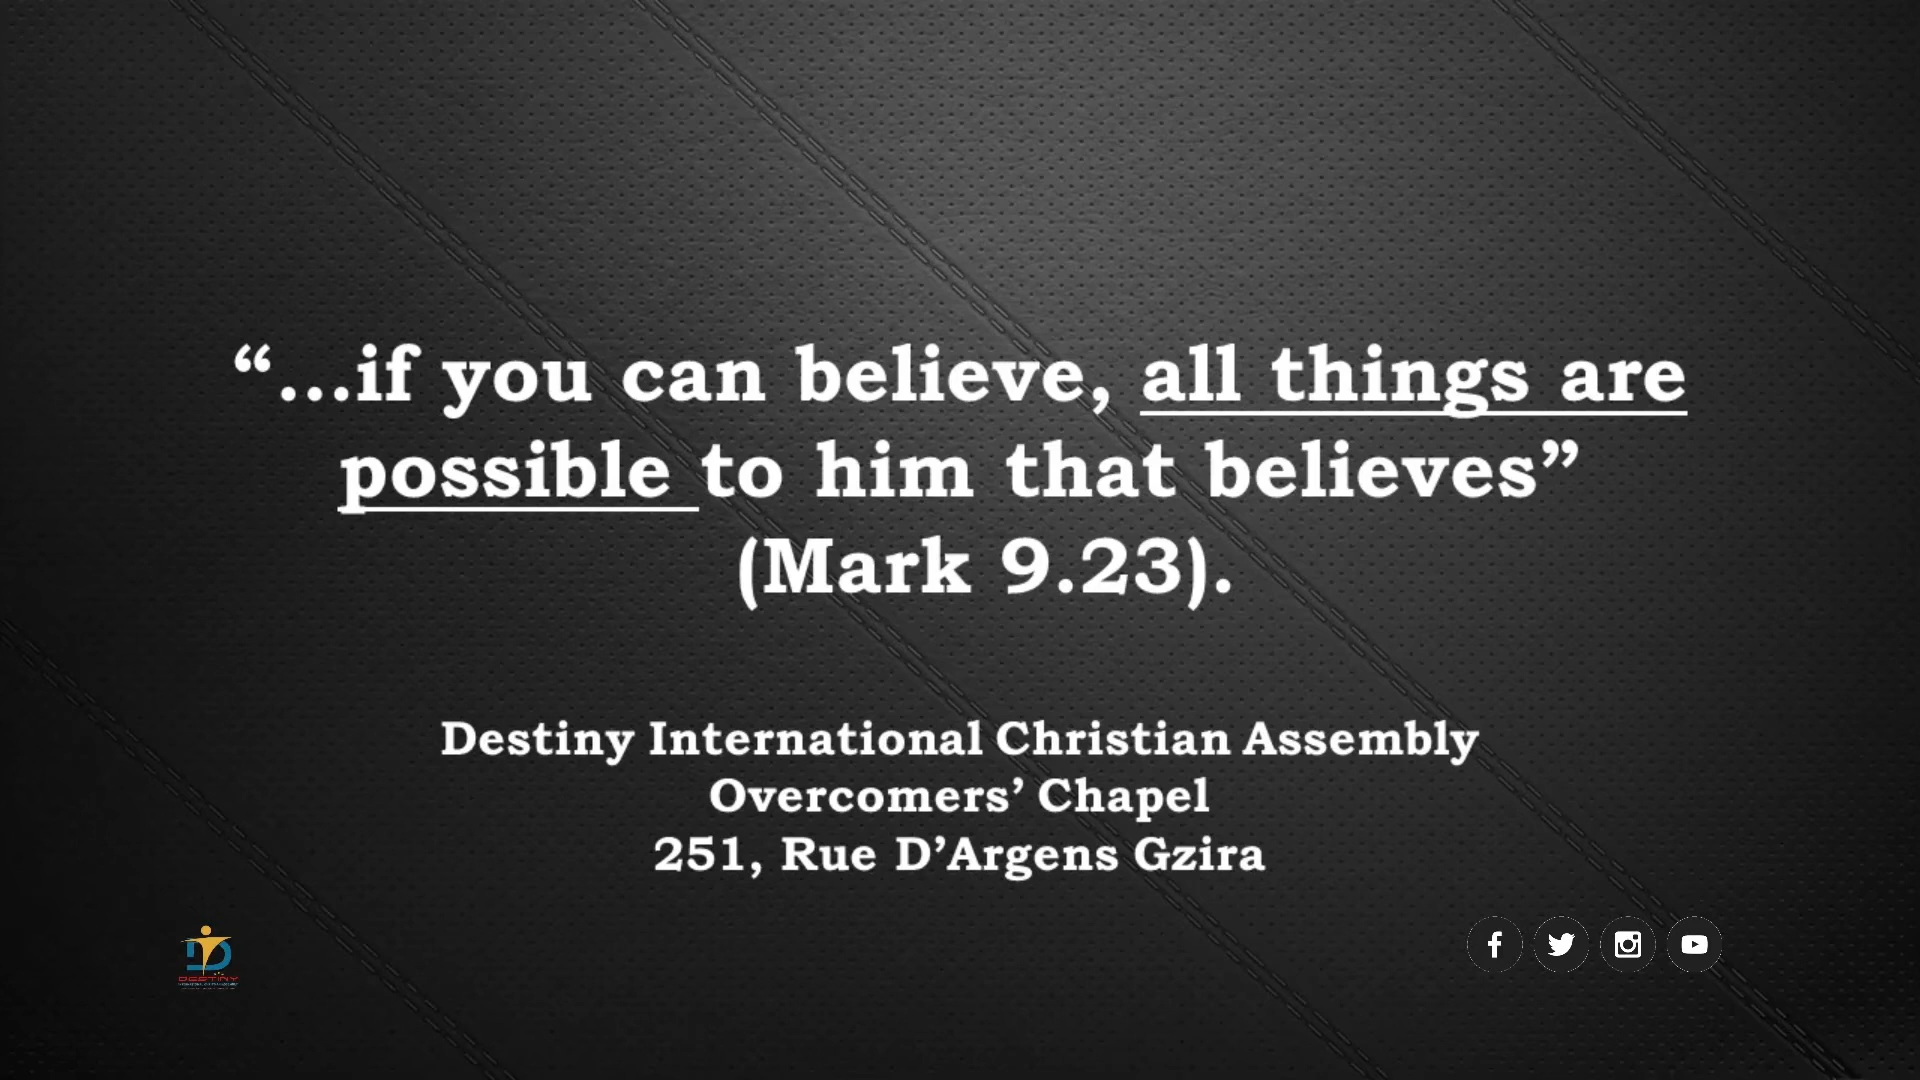 “...if you can believe, all things are
possible to him that believes”
(Mark 9.23).
Destiny International Christian Assembly
Overcomers’ Chapel
251, Rue D’Argens Gzira
DESTINY